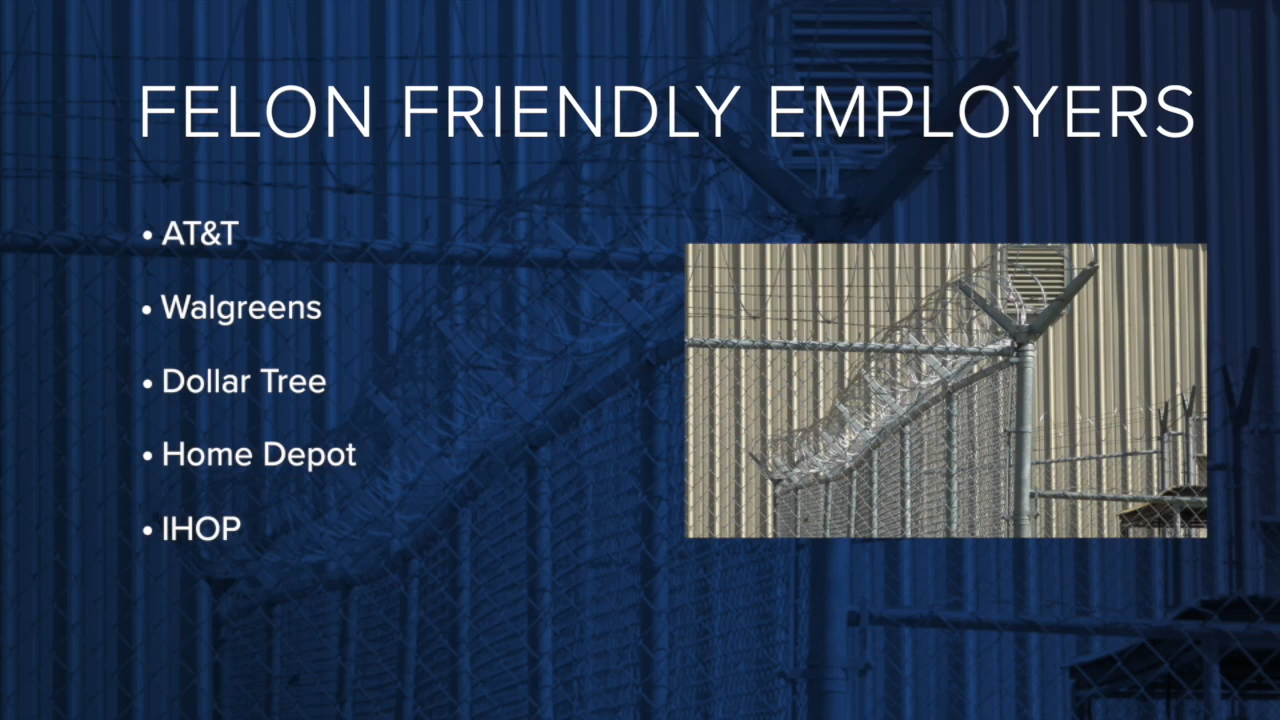 FELON FRIENDLY EMPLOYERS
• AT&T
• Walgreens
• Dollar Tree
• Home Depot
• IHOP